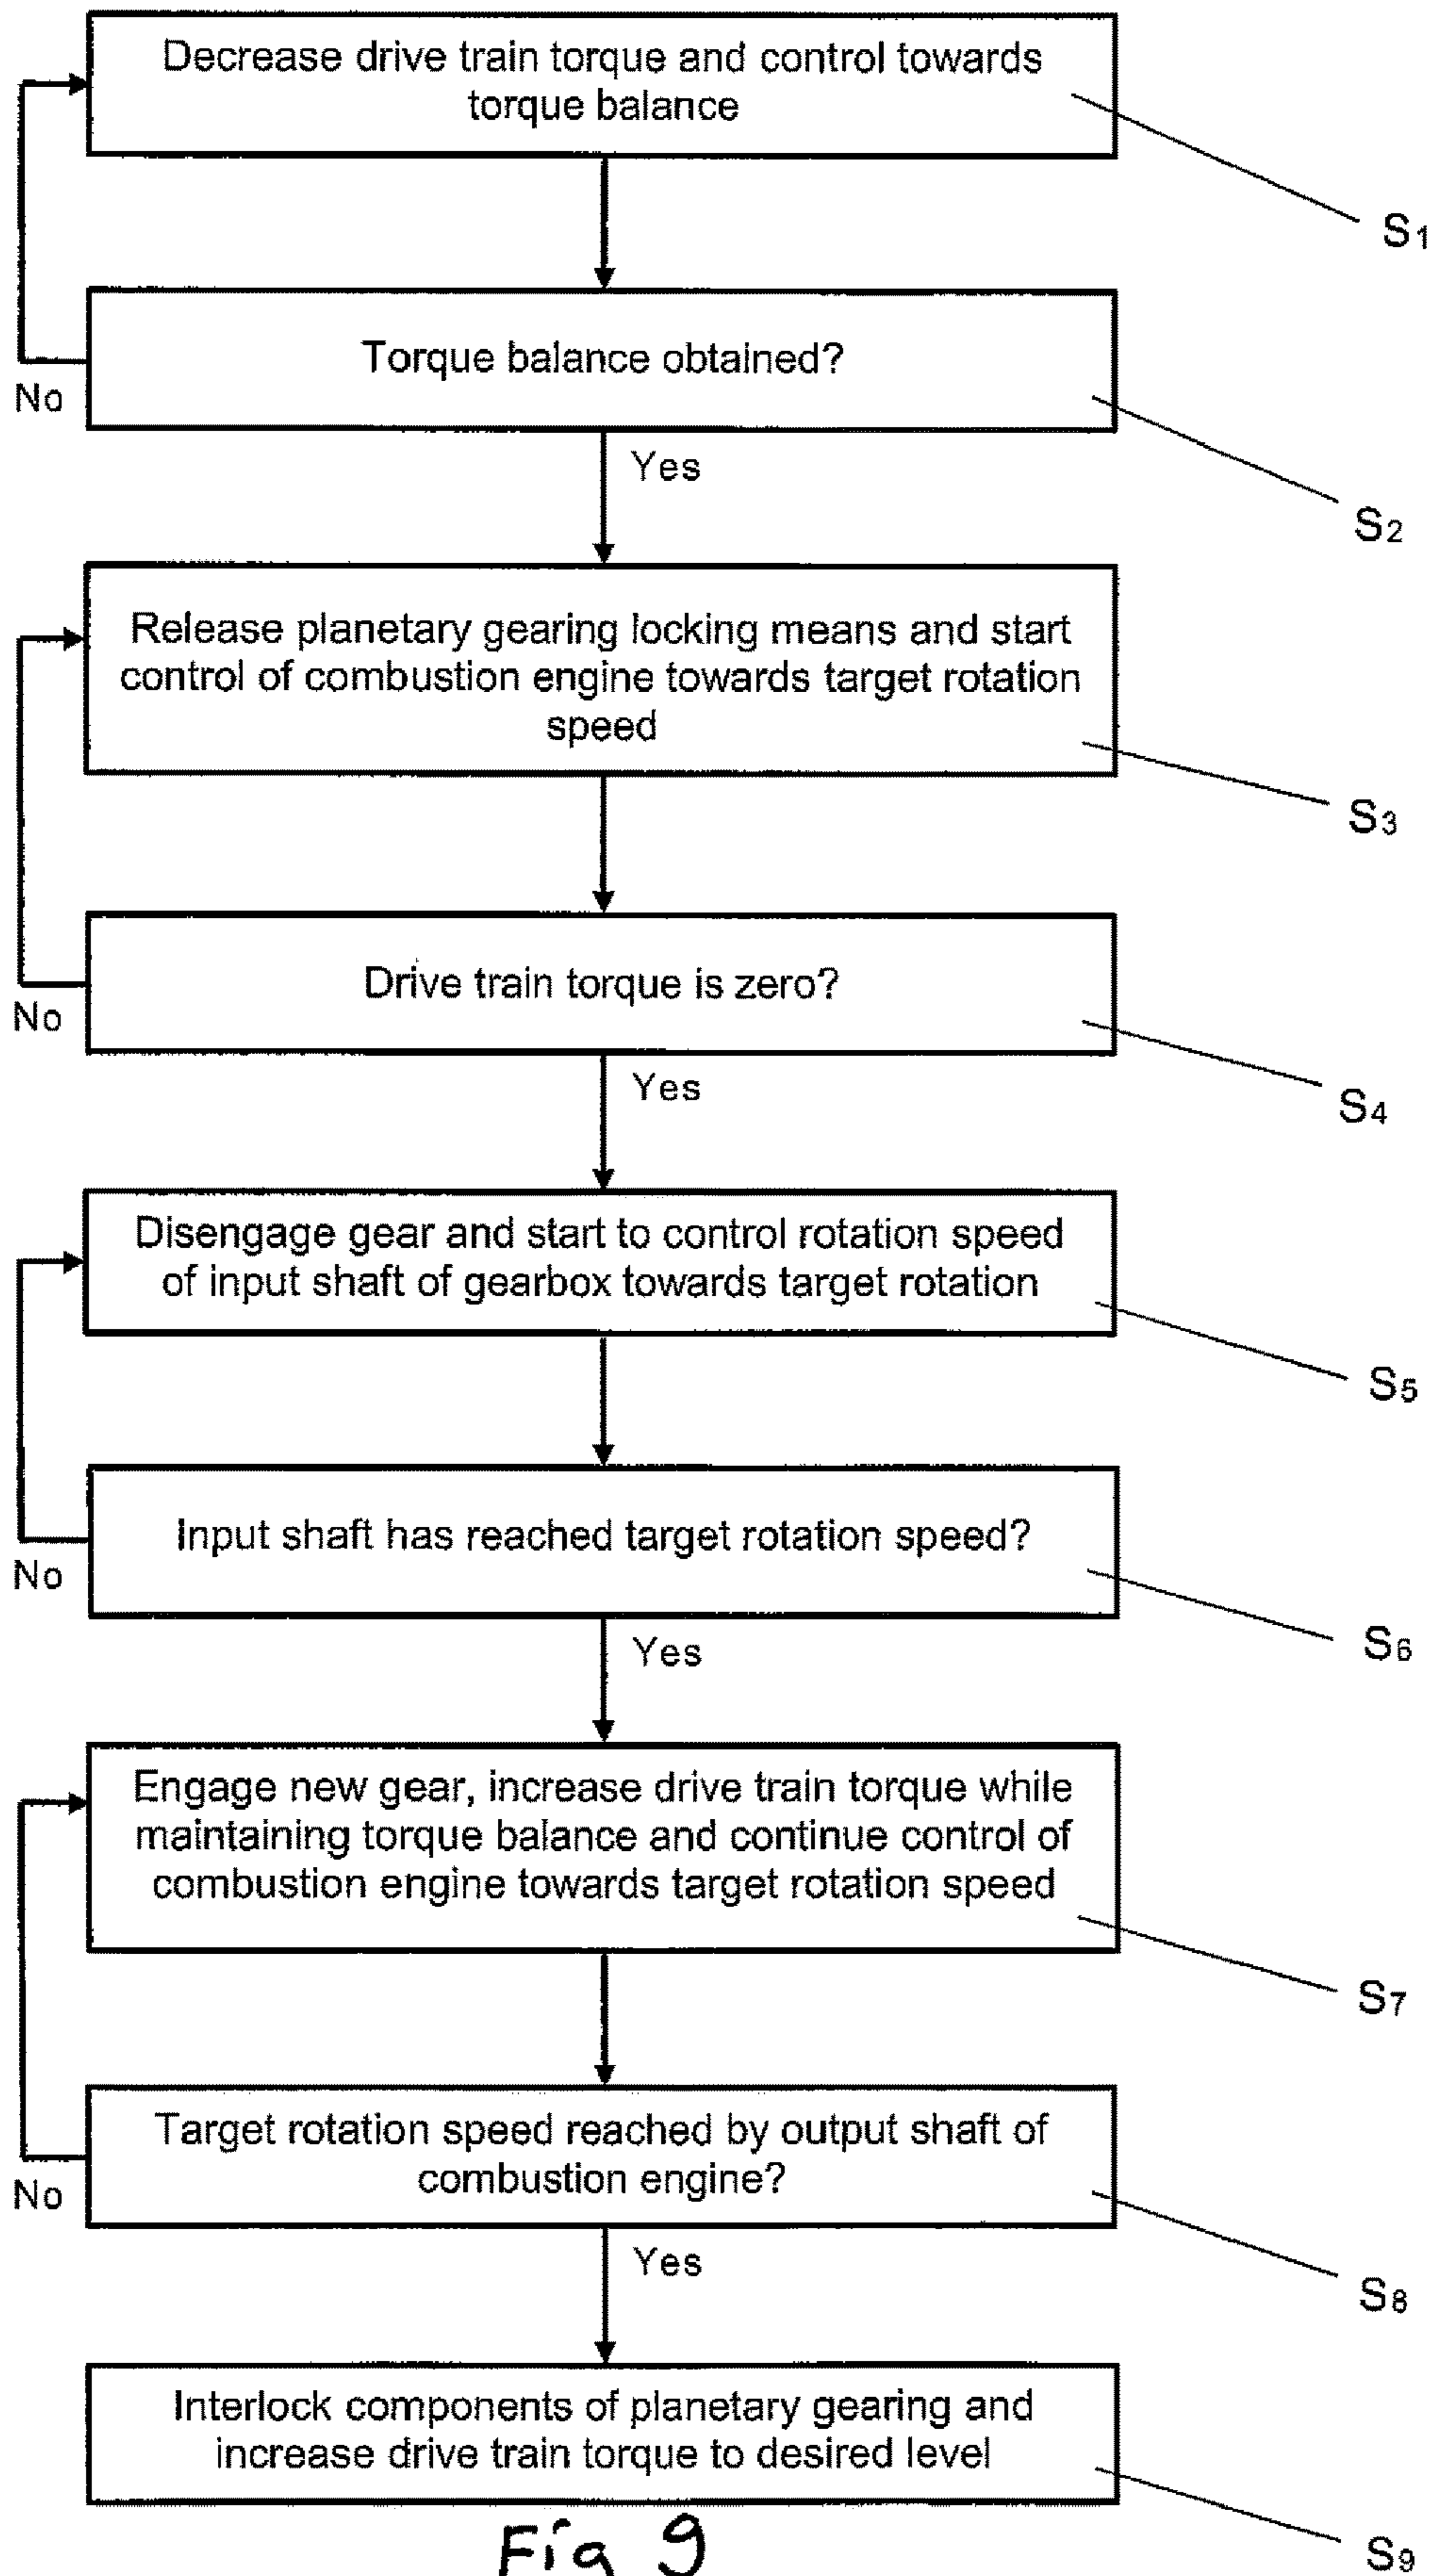 Decrease drive train torque and control towards
torque balance
S1
Torque balance obtained?
No
Yes
S2
Release planetary gearing locking means and start
control of combustion engine towards target rotation
speed
S3
Drive train torque is zero?
No
Yes
S4
Disengage gear and start to control rotation speed
of input shaft of gearbox towards target rotation
S5
Input shaft has reached target rotation speed?
No
Yes
S6
Engage new gear, increase drive train torque while
maintaining torque balance and continue control of
combustion engine towards target rotation speed
S7
Target rotation speed reached by output shaft of
combustion engine?
No
Yes
S8
Interlock components of planetary gearing and
increase drive train torque to desired level
S9
Fig 9